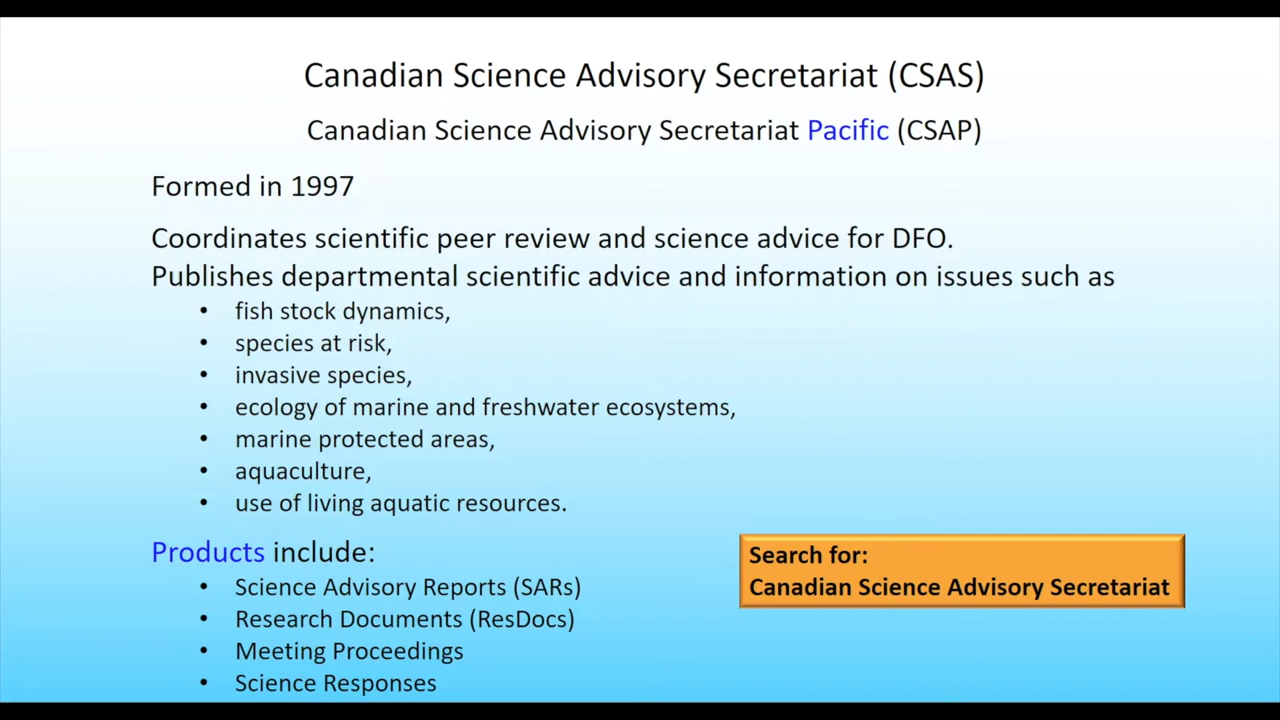 Canadian Science Advisory Secretariat (CSAS)
Canadian Science Advisory Secretariat Pacific (CSAP)
Formed in 1997
Coordinates scientific peer review and science advice for DFO.
Publishes departmental scientific advice and information on issues such as
• fish stock dynamics,
• species at risk,
• invasive species,
• ecology of marine and freshwater ecosystems,
• marine protected areas,
• aquaculture,
• use of living aquatic resources.
Products include:
• Science Advisory Reports (SARs)
• Research Documents (ResDocs)
• Meeting Proceedings
• Science Responses
Search for:
Canadian Science Advisory Secretariat